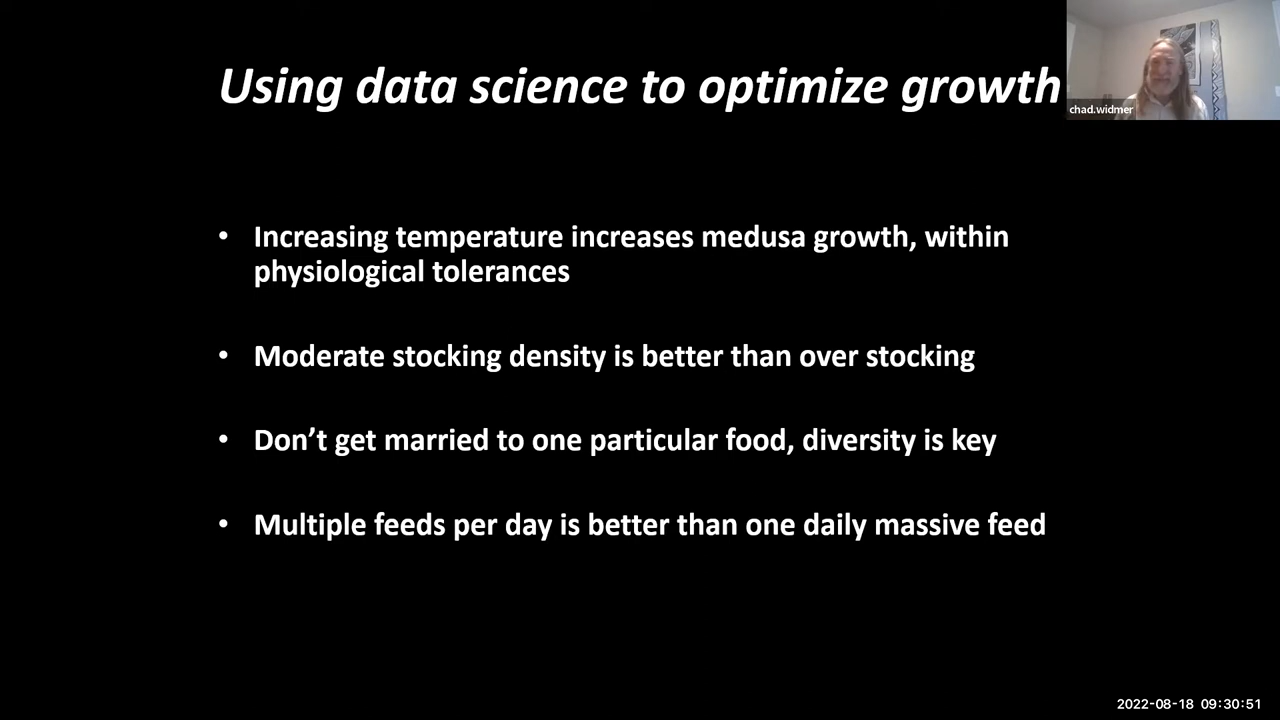 Using data science to optimize growth
chad.widmer
• Increasing temperature increases medusa growth, within
physiological tolerances
• Moderate stocking density is better than over stocking
• Don’t get married to one particular food, diversity is key
• Multiple feeds per day is better than one daily massive feed
2022-08-18 09:30:51